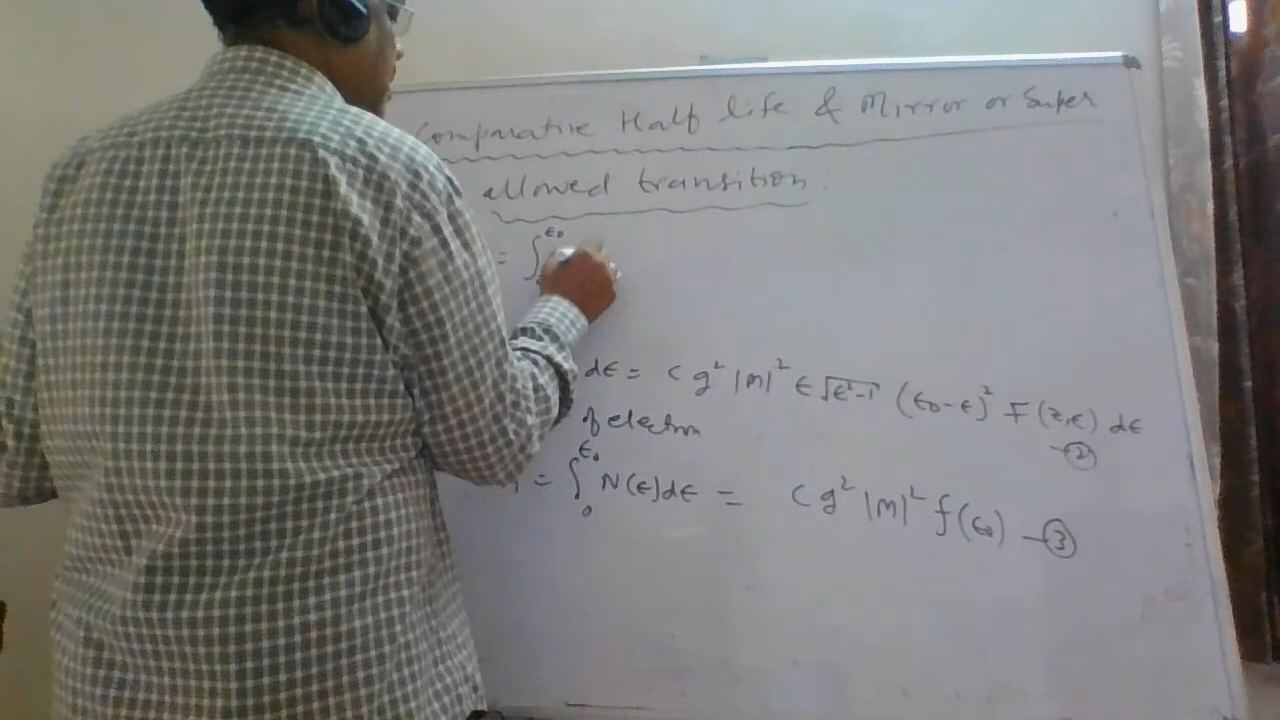 Comparative Half life & Mirror or Super
allowed transition:
= ∫ ϵ₀
dϵ = C g² |M|² ϵ √ϵ²-1 (ϵ₀-ϵ)² F(z,ϵ) dϵ -②
of electron
= ∫₀^ϵ₀ N(ϵ)dϵ = C g² |M|² f(ϵ₀) -③